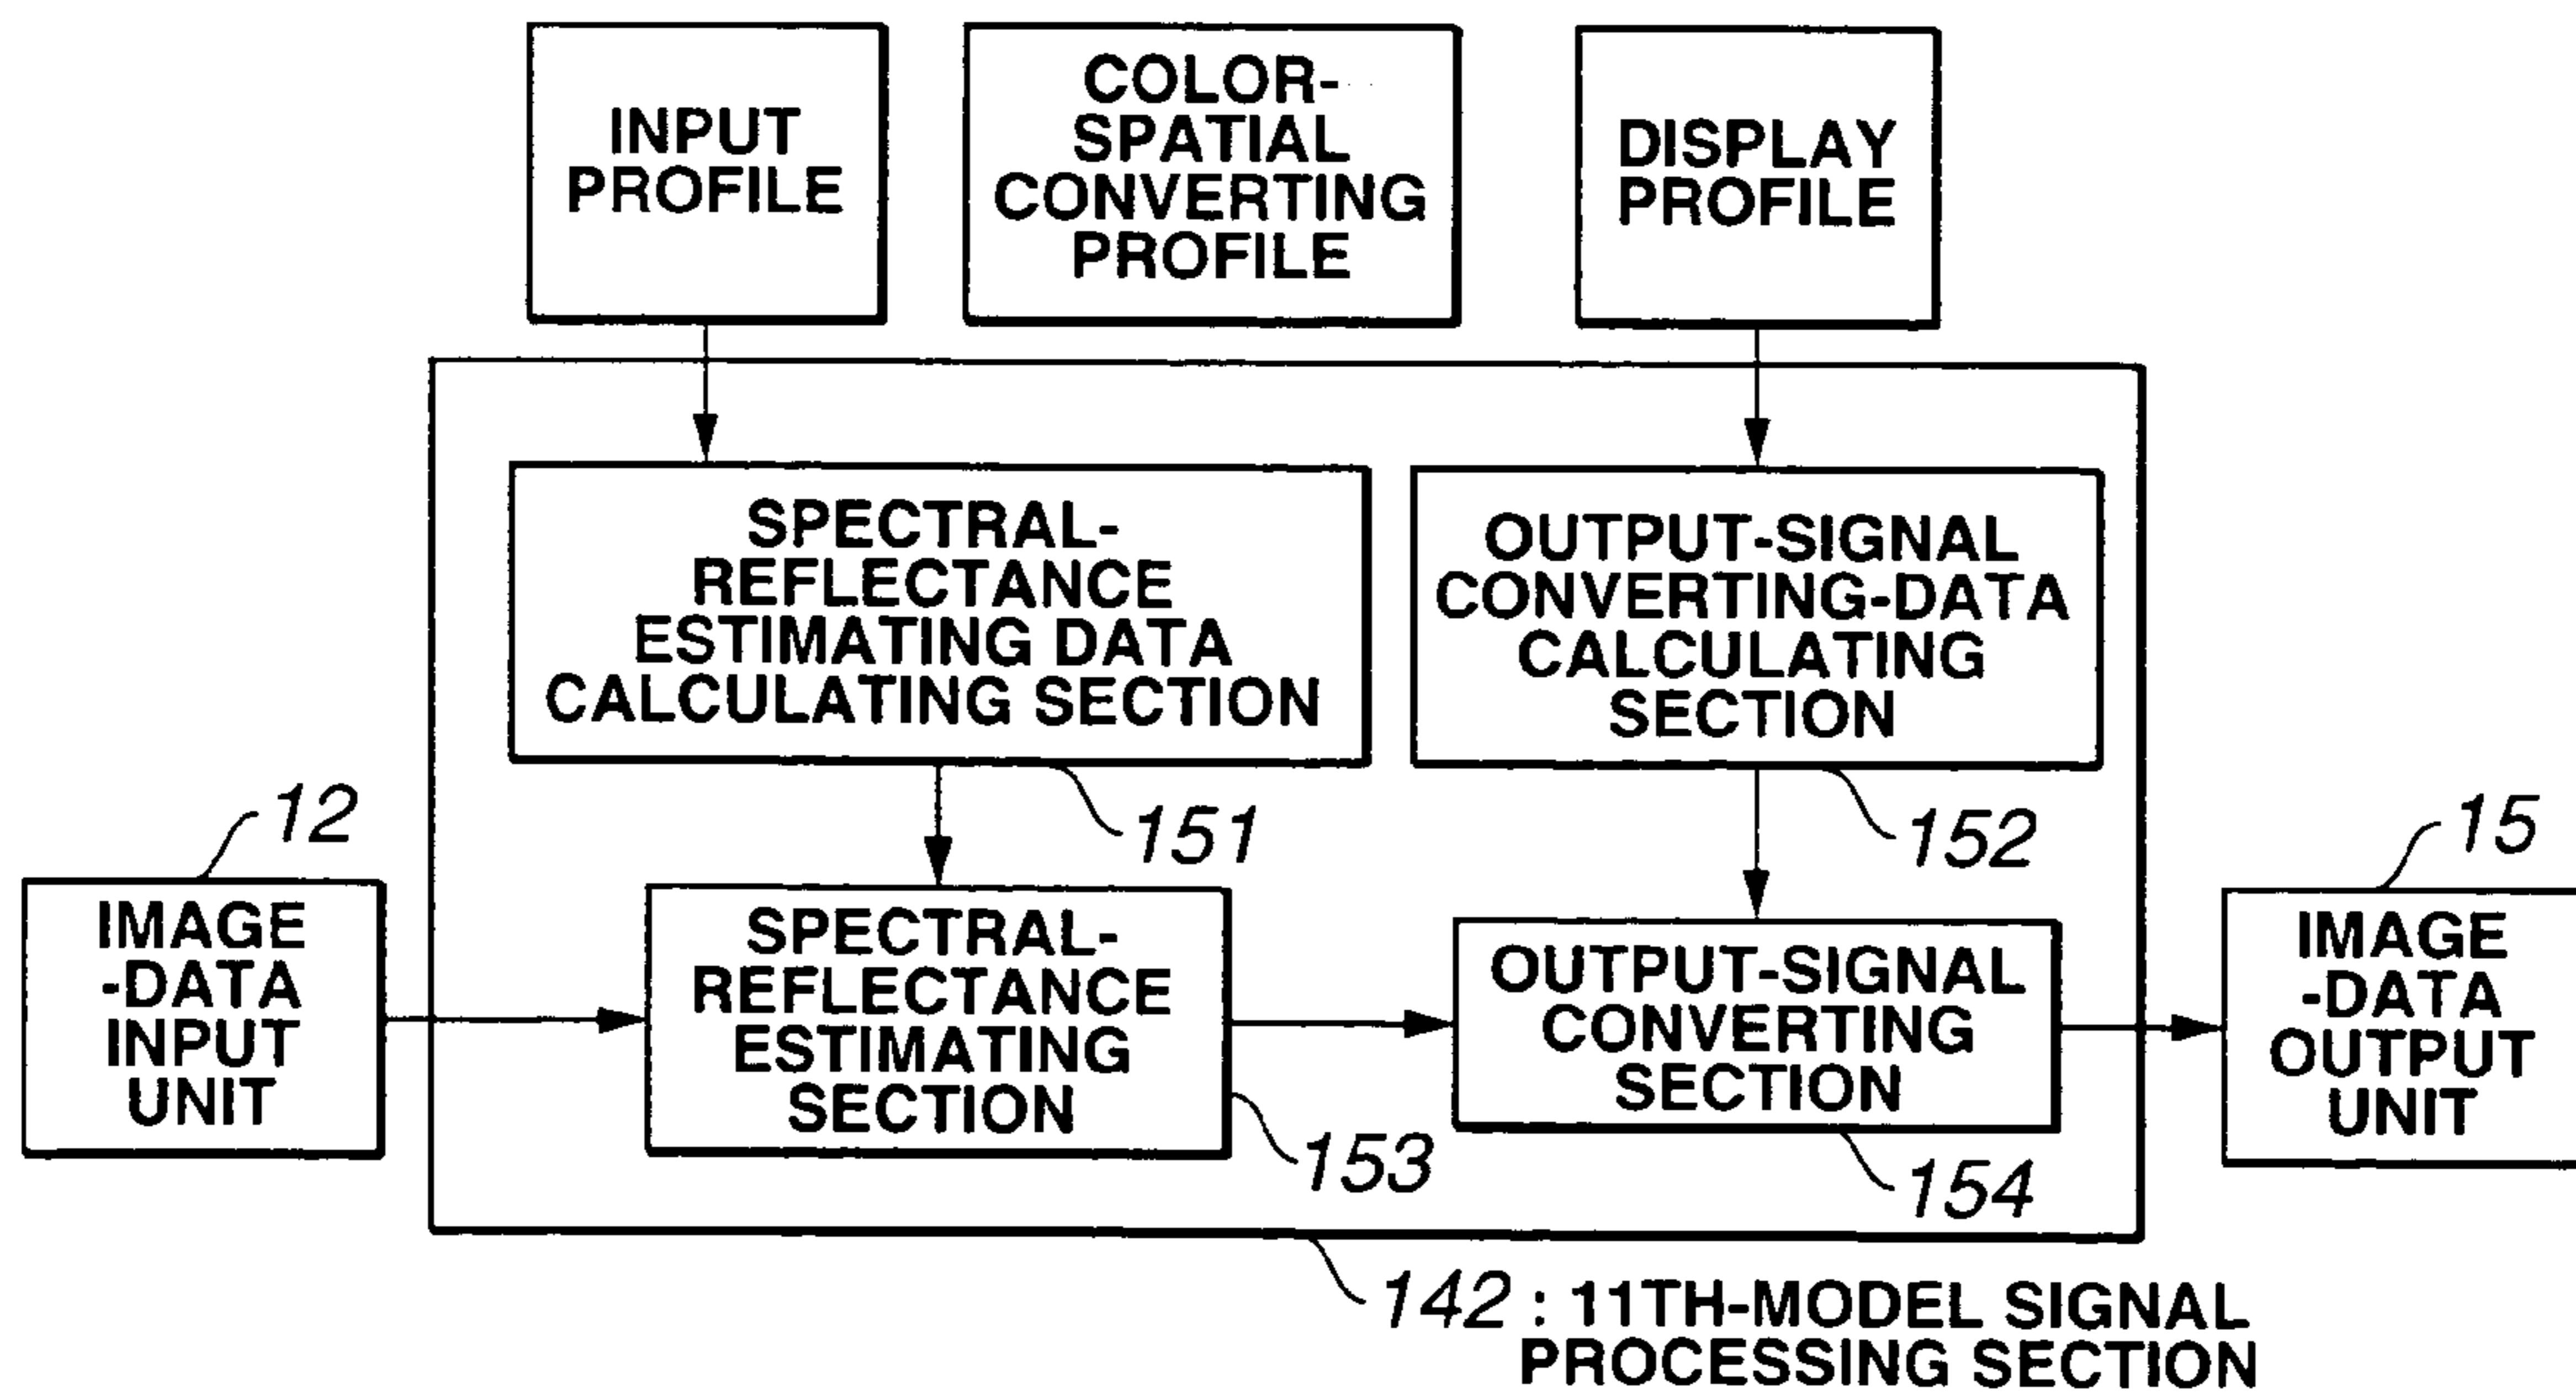 INPUT
PROFILE
COLOR-
SPATIAL
CONVERTING
PROFILE
DISPLAY
PROFILE
SPECTRAL-
REFLECTANCE
ESTIMATING DATA
CALCULATING SECTION
OUTPUT-SIGNAL
CONVERTING-DATA
CALCULATING
SECTION
12
151
152
15
IMAGE
-DATA
INPUT
UNIT
SPECTRAL-
REFLECTANCE
ESTIMATING
SECTION
OUTPUT-SIGNAL
CONVERTING
SECTION
IMAGE
-DATA
OUTPUT
UNIT
153
154
142 : 11TH-MODEL SIGNAL
PROCESSING SECTION